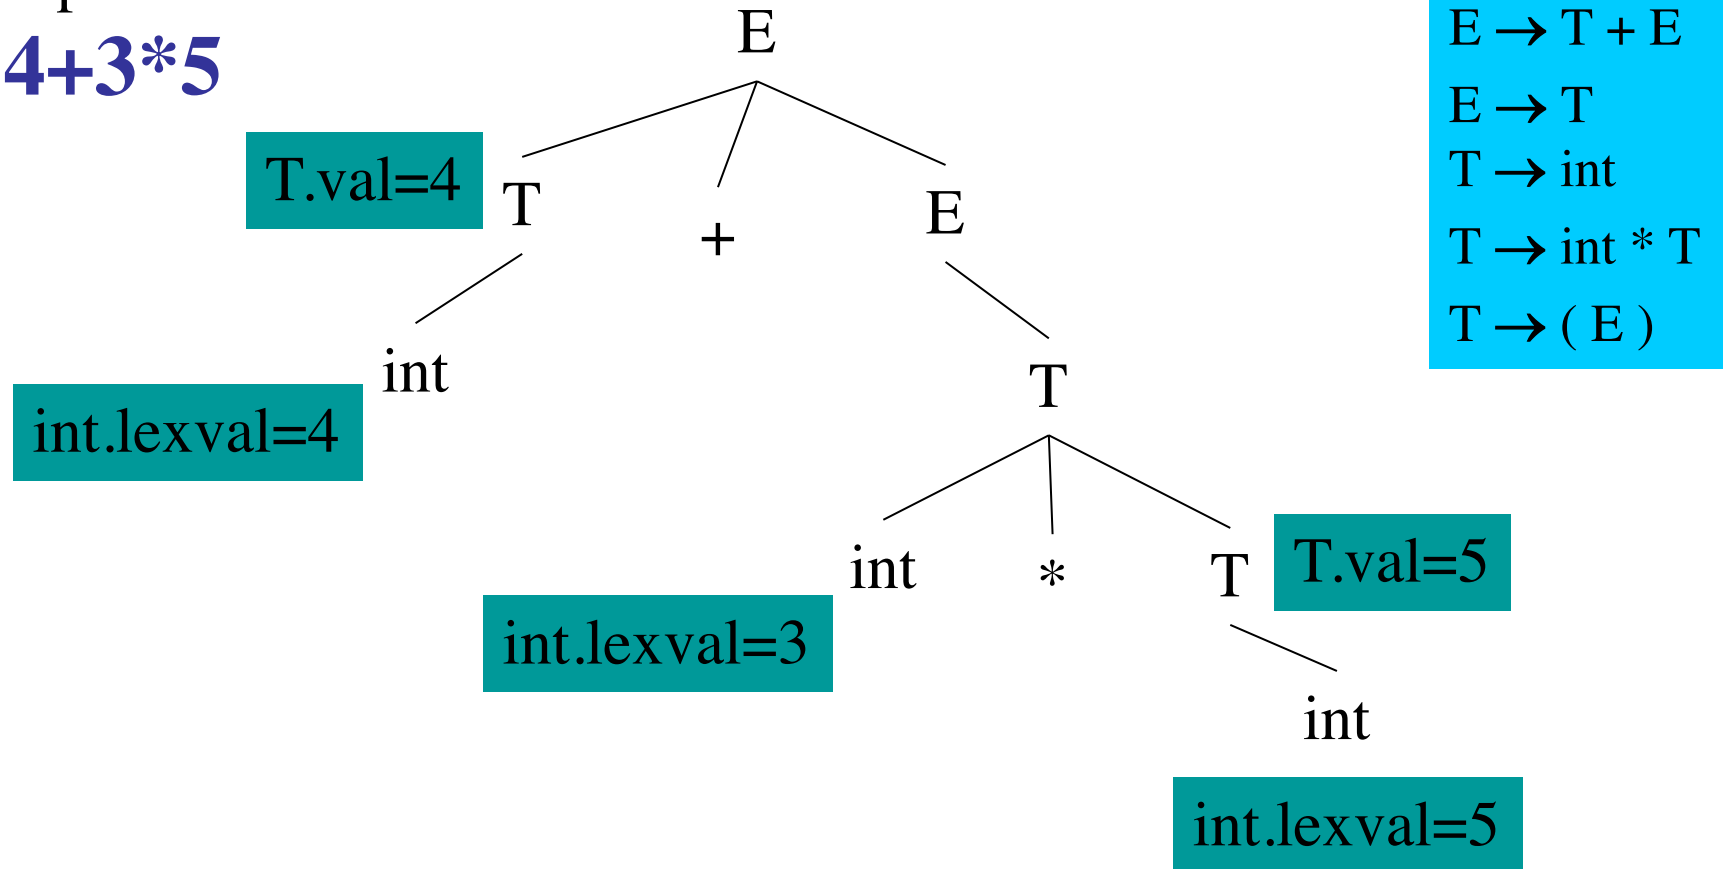 4+3*5
E
E → T + E
E → T
T → int
T → int * T
T → ( E )
T.val=4
T
+
E
int
T
int.lexval=4
int
*
T
T.val=5
int.lexval=3
int
int.lexval=5